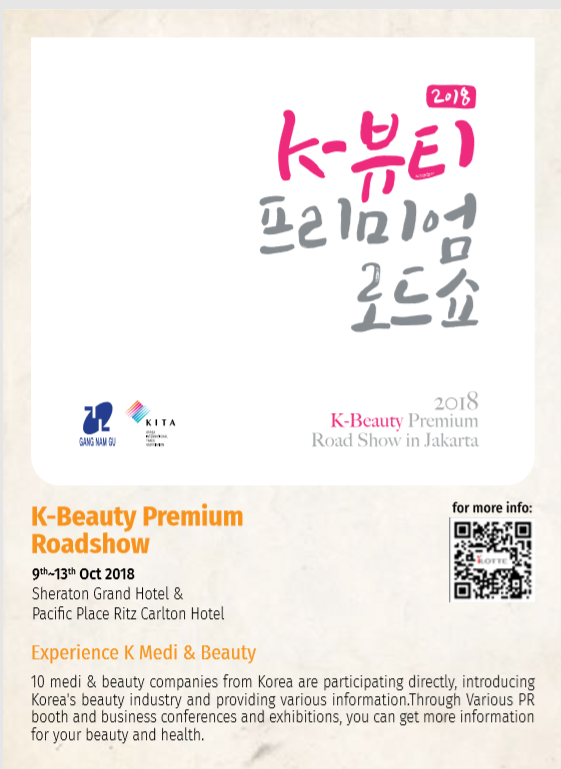 2018
K-뷰티
프리미엄
로드쇼
GANG NAM GU
KITA
2018
K-Beauty Premium
Road Show in Jakarta
K-Beauty Premium
Roadshow
for more info:
KOTTE
9th~13th Oct 2018
Sheraton Grand Hotel &
Pacific Place Ritz Carlton Hotel
Experience K Medi & Beauty
10 medi & beauty companies from Korea are participating directly, introducing
Korea's beauty industry and providing various information.Through Various PR
booth and business conferences and exhibitions, you can get more information
for your beauty and health.